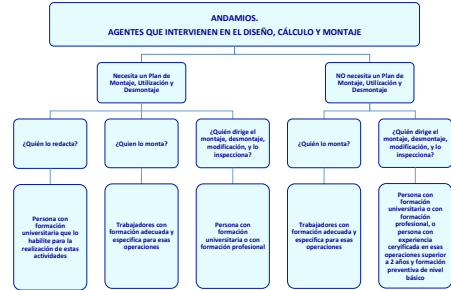 ANDAMIOS.
AGENTES QUE INTERVIENEN EN EL DISEÑO, CÁLCULO Y MONTAJE
Necesita un Plan de
Montaje, Utilización y
Desmontaje
NO necesita un Plan de
Montaje, Utilización y
Desmontaje
¿Quién lo redacta?
¿Quien lo monta?
¿Quién dirige el
montaje, desmontaje,
modificación, y lo
inspecciona?
¿Quién lo monta?
¿Quién dirige el
montaje, desmontaje,
modificación, y lo
inspecciona?
Persona con
formación
universitaria que lo
habilite para la
realización de estas
actividades
Trabajadores con
formación adecuada y
especifica para esas
operaciones
Persona con
formación
universitaria o con
formación profesional
Trabajadores con
formación adecuada y
especifica para esas
operaciones
Persona con
formación
universitaria o con
formación
profesional, o
persona con
experiencia
ceryificada en esas
operaciones superior
a 2 años y formación
preventiva de nivel
básico